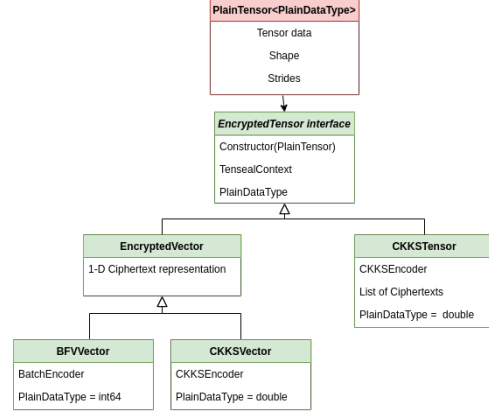 PlainTensor<PlainDataType>
Tensor data
Shape
Strides
EncryptedTensor interface
Constructor(PlainTensor)
TensealContext
PlainDataType
EncryptedVector
1-D Ciphertext representation
CKKSTensor
CKKSEncoder
List of Ciphertexts
PlainDataType = double
BFVVector
BatchEncoder
PlainDataType = int64
CKKSVector
CKKSEncoder
PlainDataType = double